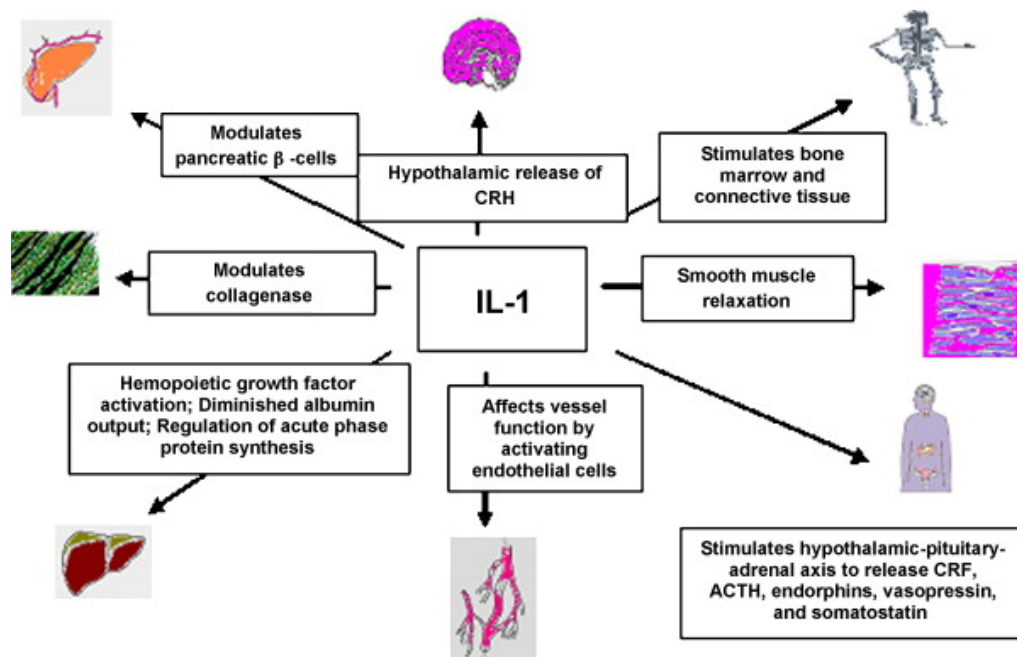 Modulates
pancreatic β -cells
Hypothalamic release of
CRH
Stimulates bone
marrow and
connective tissue
Modulates
collagenase
IL-1
Smooth muscle
relaxation
Hemopoietic growth factor
activation; Diminished albumin
output; Regulation of acute phase
protein synthesis
Affects vessel
function by
activating
endothelial cells
Stimulates hypothalamic-pituitary-
adrenal axis to release CRF,
ACTH, endorphins, vasopressin,
and somatostatin